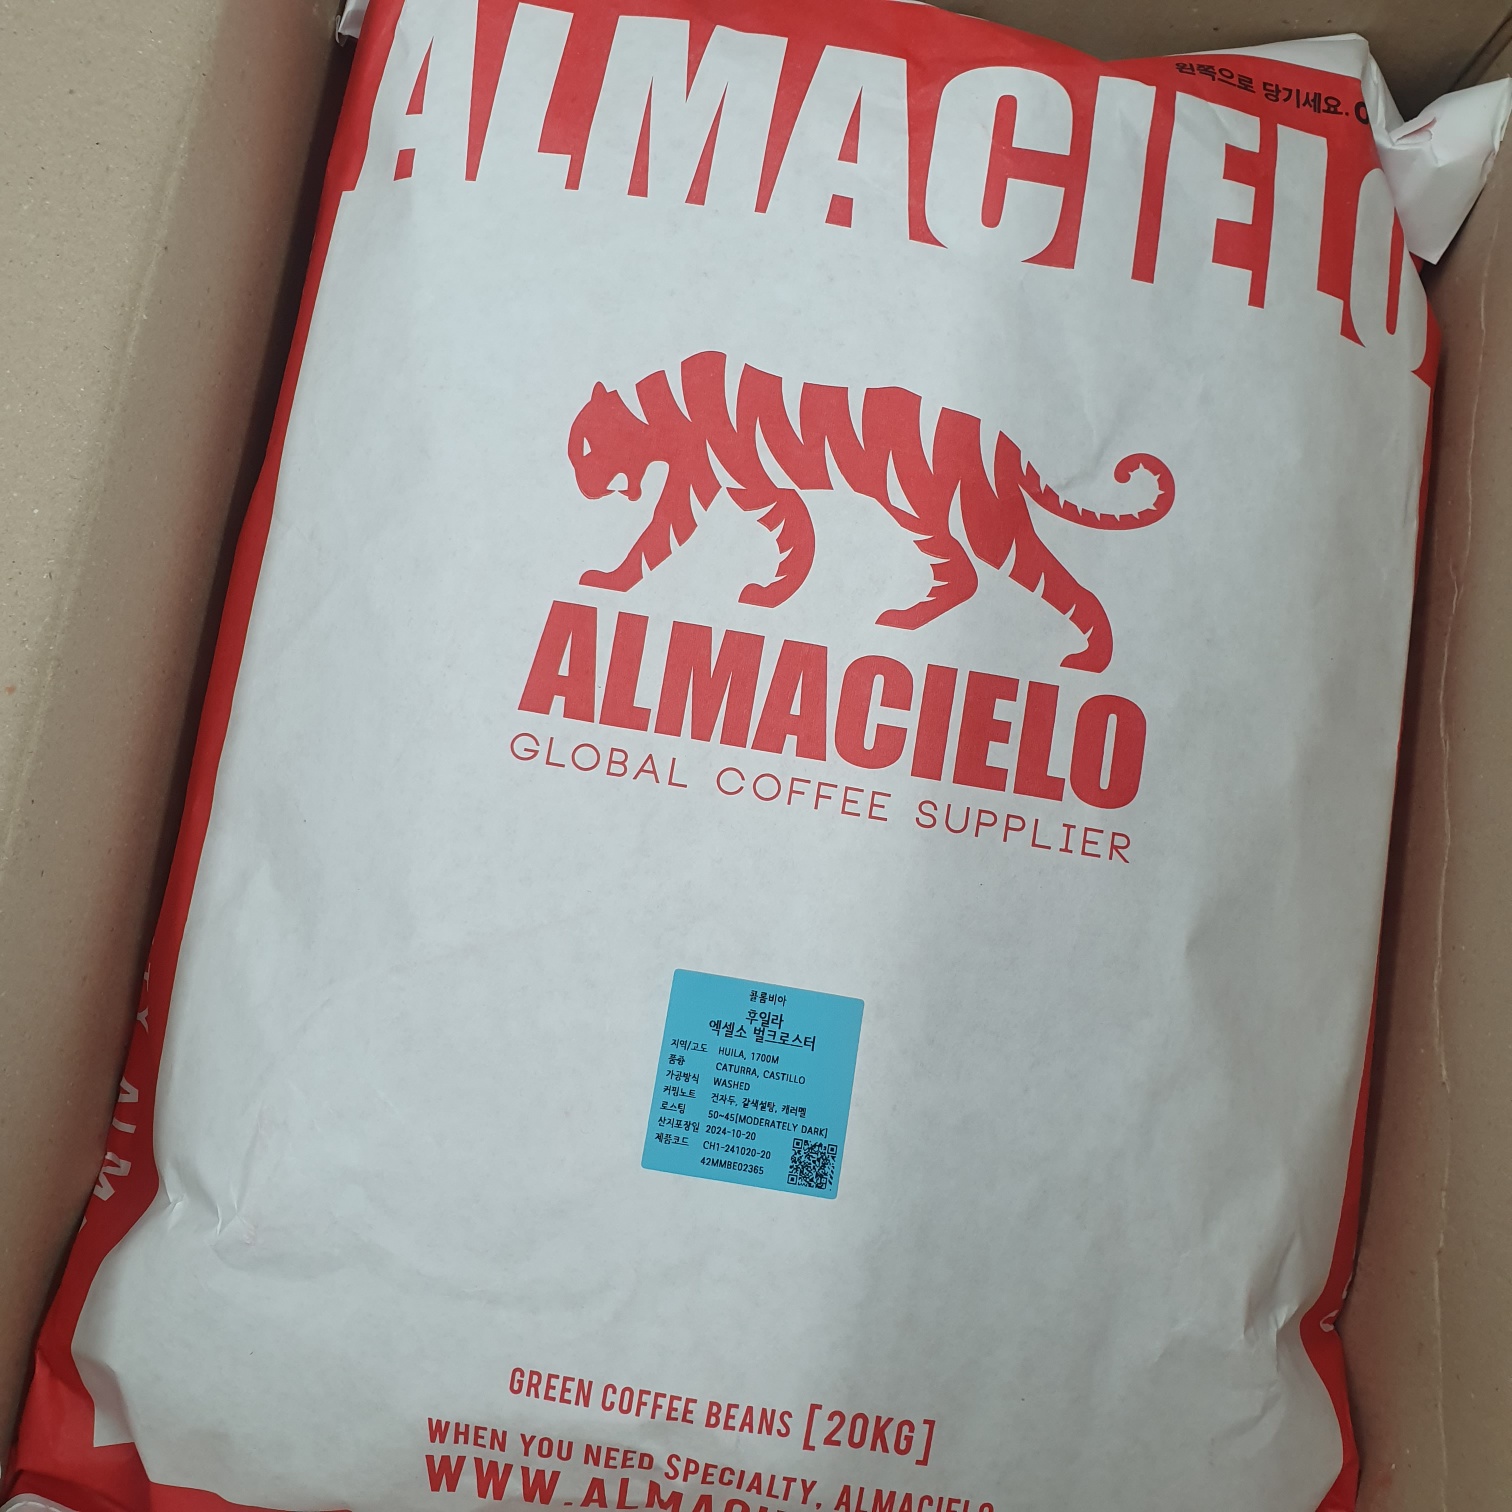 ALMACIELO
왼쪽으로 당기세요.
ALMACIELO
GLOBAL COFFEE SUPPLIER
콜롬비아
후일라
엑셀소 벌크로스터
지역/고도 HUILA, 1700M
품종 CATURRA, CASTILLO
가공방식 WASHED
커핑노트 건자두, 갈색설탕, 캐러멜
로스팅 50~45[MODERATELY DARK]
산지포장일 2024-10-20
제품코드 CH1-241020-20
42MMBE02365
GREEN COFFEE BEANS [20KG]
WHEN YOU NEED SPECIALTY, ALMACIELO
WWW.ALMACI